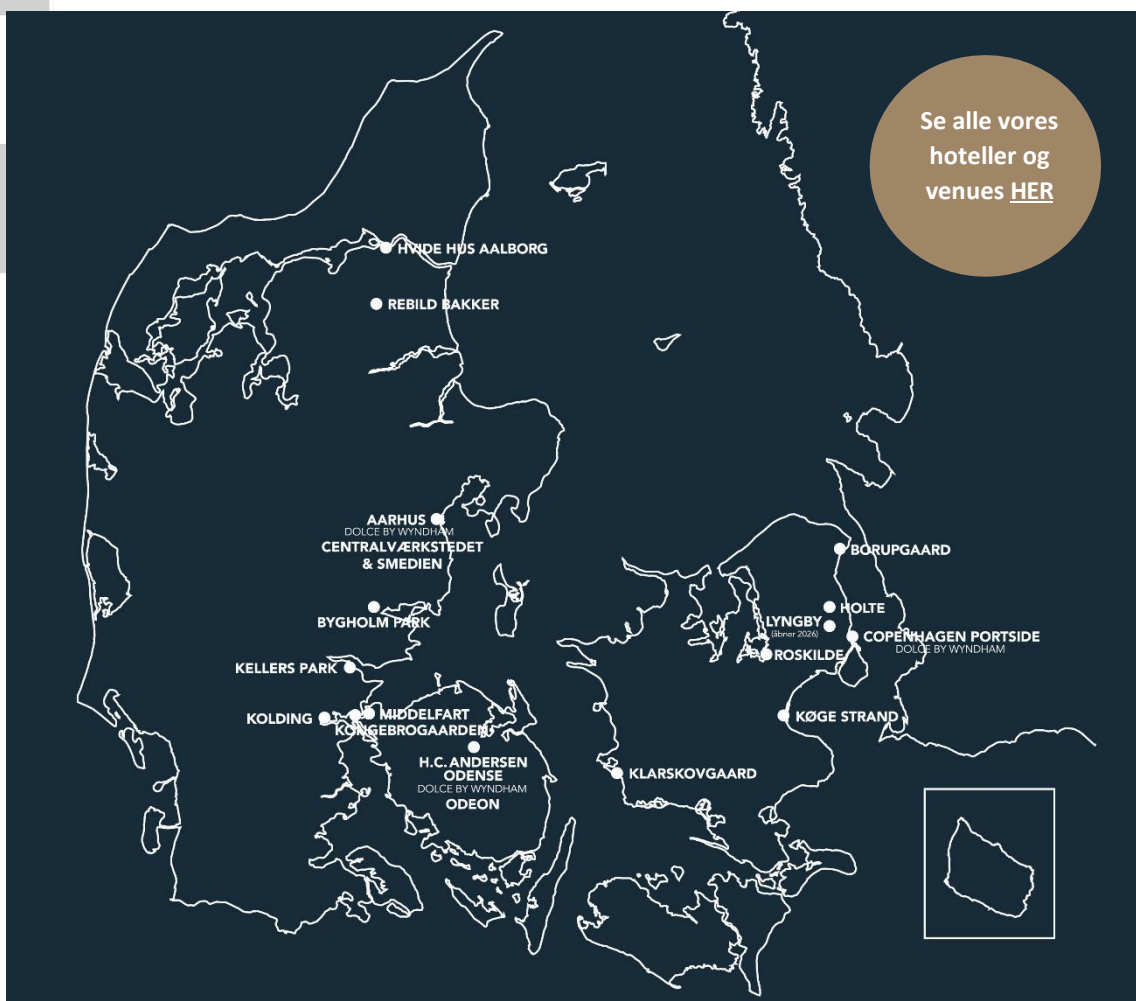 Se alle vores
hoteller og
venues HER
HVIDE HUS AALBORG
REBILD BAKKER
AARHUS
DOLCE BY WYNDHAM
CENTRALVÆRKSTEDET
& SMEDIEN
BYGHOLM PARK
KELLERS PARK
KOLDING
MIDDELFART
KONGEBROGAARDEN
H.C. ANDERSEN
ODENSE
DOLCE BY WYNDHAM
ODEON
BORUPGAARD
HOLTE
LYNGBY
(åbner 2026)
COPENHAGEN PORTSIDE
DOLCE BY WYNDHAM
ROSKILDE
KØGE STRAND
KLARSKOVGAARD